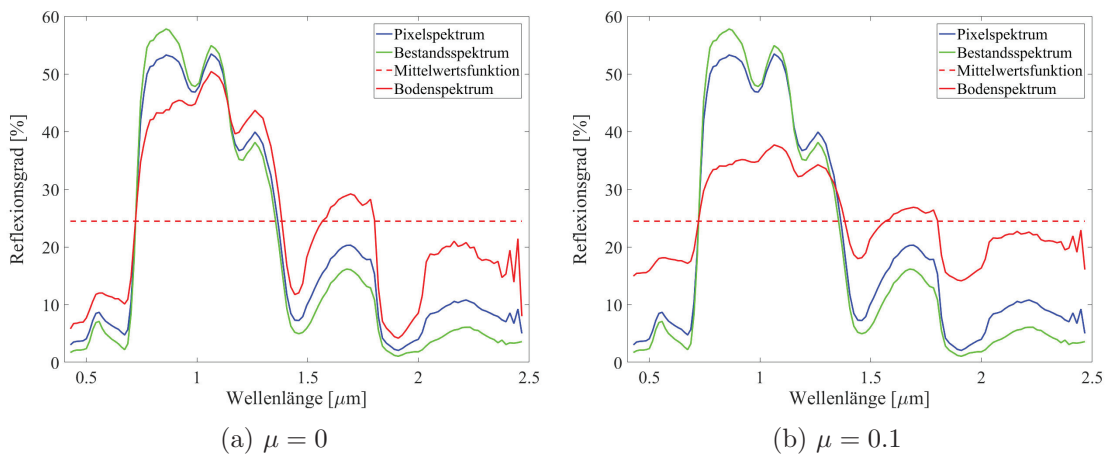 60
50
40
30
20
10
0
Reflexionsgrad [%]
0.5 1 1.5 2 2.5
Wellenlänge [μm]
Pixelspektrum
Bestandsspektrum
Mittelwertsfunktion
Bodenspektrum
(a) μ = 0
60
50
40
30
20
10
0
Reflexionsgrad [%]
0.5 1 1.5 2 2.5
Wellenlänge [μm]
Pixelspektrum
Bestandsspektrum
Mittelwertsfunktion
Bodenspektrum
(b) μ = 0.1